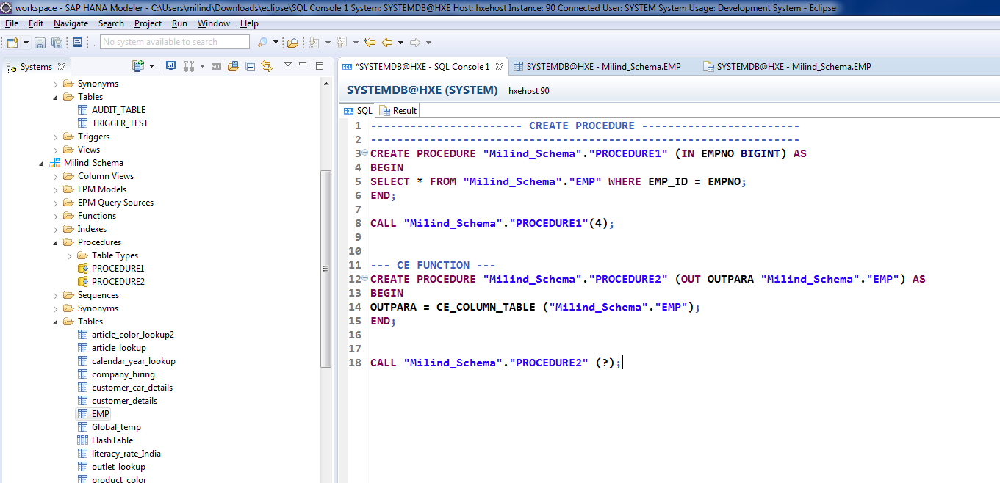 workspace - SAP HANA Modeler - C:\Users\milind\Downloads\eclipse\SQL Console 1 System: SYSTEMDB@HXE Host: hxehost Instance: 90 Connected User: SYSTEM System Usage: Development System - Eclipse
File Edit Navigate Search Project Run Window Help
No system available to search
Systems
Synonyms
Tables
AUDIT_TABLE
TRIGGER_TEST
Triggers
Views
Milind_Schema
Column Views
EPM Models
EPM Query Sources
Functions
Indexes
Procedures
Table Types
PROCEDURE1
PROCEDURE2
Sequences
Synonyms
Tables
article_color_lookup2
article_lookup
calendar_year_lookup
company_hiring
customer_car_details
customer_details
EMP
Global_temp
HashTable
literacy_rate_India
outlet_lookup
product_color
*SYSTEMDB@HXE - SQL Console 1 SYSTEMDB@HXE - Milind_Schema.EMP SYSTEMDB@HXE - Milind_Schema.EMP
SYSTEMDB@HXE (SYSTEM) hxehost 90
SQL SQL Result
1 ----------------------- CREATE PROCEDURE ------------------------
2 -----------------------------------------------------------------
3 CREATE PROCEDURE "Milind_Schema"."PROCEDURE1" (IN EMPNO BIGINT) AS
4 BEGIN
5 SELECT * FROM "Milind_Schema"."EMP" WHERE EMP_ID = EMPNO;
6 END;
7
8 CALL "Milind_Schema"."PROCEDURE1"(4);
9
10
11 --- CE FUNCTION ---
12 CREATE PROCEDURE "Milind_Schema"."PROCEDURE2" (OUT OUTPARA "Milind_Schema"."EMP") AS
13 BEGIN
14 OUTPARA = CE_COLUMN_TABLE ("Milind_Schema"."EMP");
15 END;
16
17
18 CALL "Milind_Schema"."PROCEDURE2" (?);